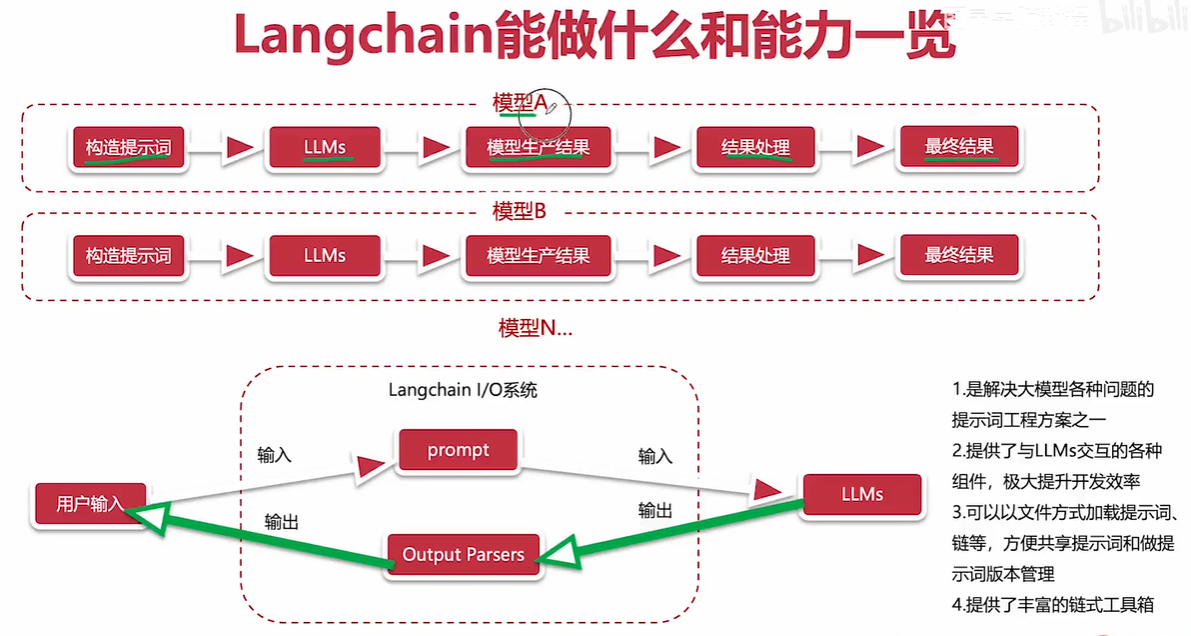 Langchain能做什么和能力一览
bilibili
模型A
构造提示词
LLMs
模型生产结果
结果处理
最终结果
模型B
构造提示词
LLMs
模型生产结果
结果处理
最终结果
模型N...
Langchain I/O系统
输入
prompt
输入
用户输入
LLMs
输出
输出
Output Parsers
1.是解决大模型各种问题的
提示词工程方案之一
2.提供了与LLMs交互的各种
组件，极大提升开发效率
3.可以以文件方式加载提示词、
链等，方便共享提示词和做提
示词版本管理
4.提供了丰富的链式工具箱